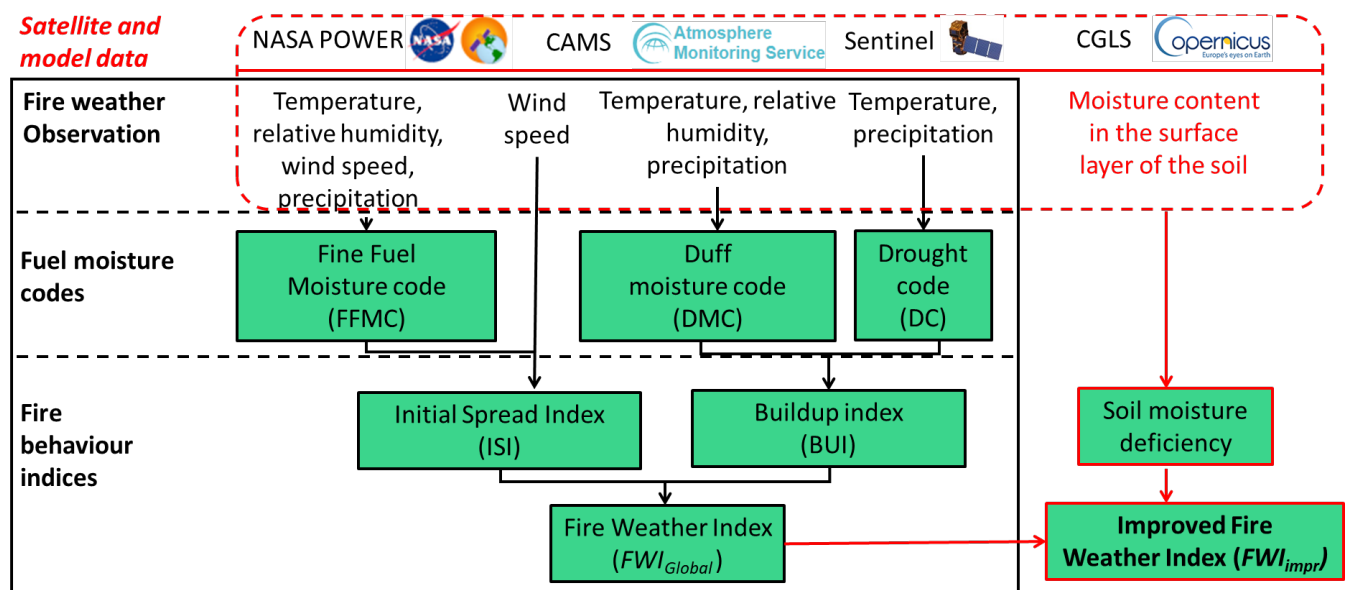 Satellite and
model data
NASA POWER
NASA
CAMS
Atmosphere
Monitoring Service
Sentinel
CGLS
opernicus
Europe's eyes on Earth
Fire weather
Observation
Temperature,
relative humidity,
wind speed,
precipitation
Wind
speed
Temperature, relative
humidity,
precipitation
Temperature,
precipitation
Moisture content
in the surface
layer of the soil
Fuel moisture
codes
Fine Fuel
Moisture code
(FFMC)
Duff
moisture code
(DMC)
Drought
code
(DC)
Fire
behaviour
indices
Initial Spread Index
(ISI)
Buildup index
(BUI)
Soil moisture
deficiency
Fire Weather Index
(FWIGlobal)
Improved Fire
Weather Index (FWIimpr)